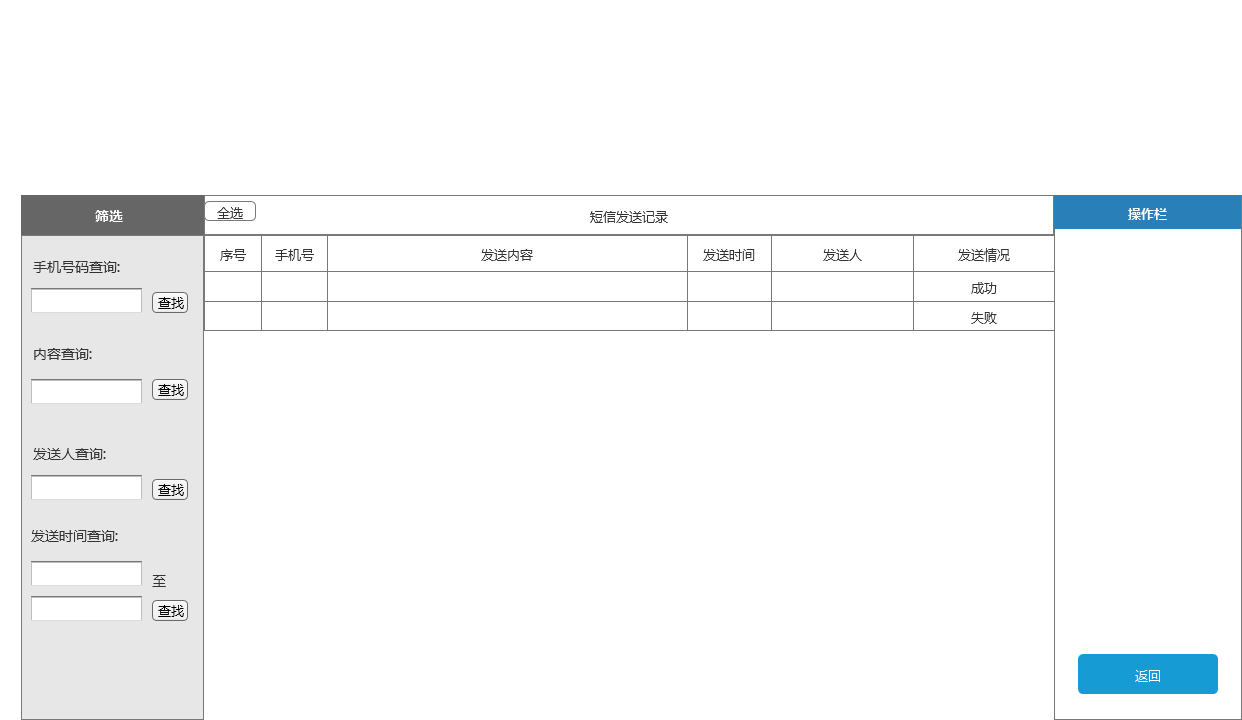 筛选
全选
短信发送记录
操作栏
手机号码查询:
查找
内容查询:
查找
发送人查询:
查找
发送时间查询:
至
查找
序号 手机号 发送内容 发送时间 发送人 发送情况
成功
失败
返回